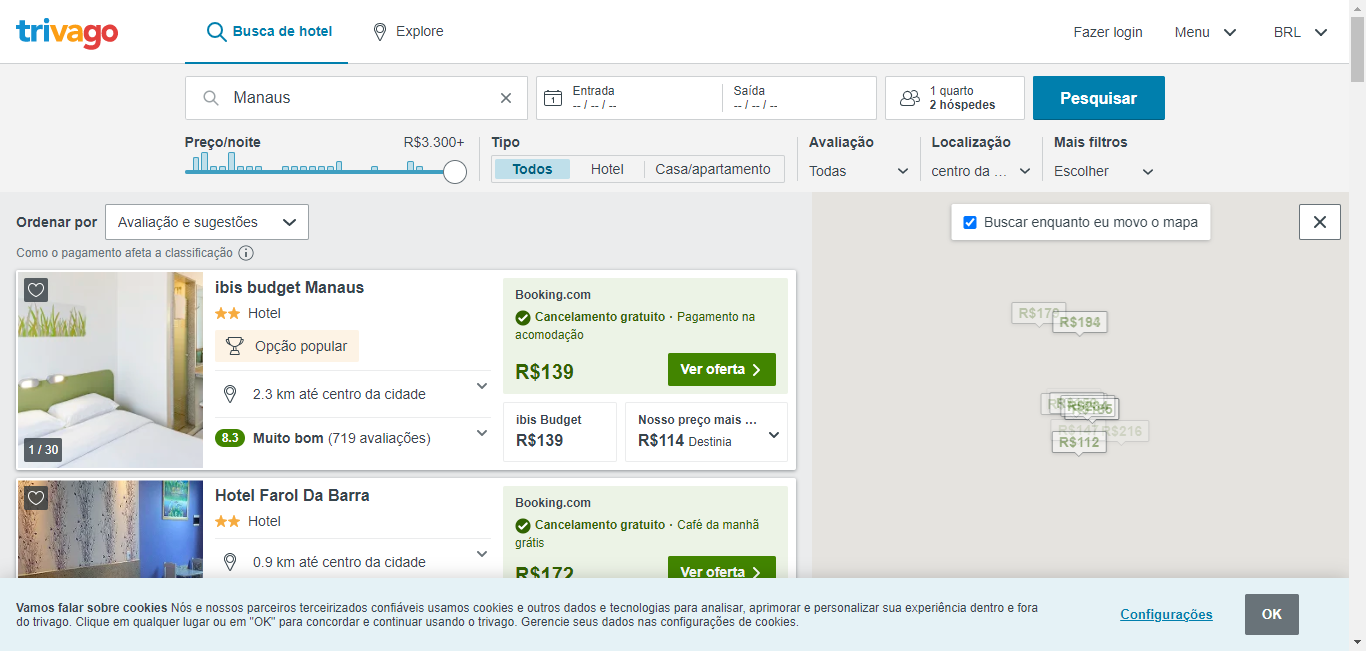 trivago
Busca de hotel
Explore
Fazer login
Menu
BRL
Manaus
Entrada
-- / -- / --
Saída
-- / -- / --
1 quarto
2 hóspedes
Pesquisar
Preço/noite
R$3.300+
Tipo
Todos
Hotel
Casa/apartamento
Avaliação
Todas
Localização
centro da ...
Mais filtros
Escolher
Ordenar por
Avaliação e sugestões
Como o pagamento afeta a classificação
Buscar enquanto eu movo o mapa
1 / 30
ibis budget Manaus
Hotel
Opção popular
2.3 km até centro da cidade
8.3 Muito bom (719 avaliações)
Booking.com
Cancelamento gratuito · Pagamento na
acomodação
R$139
Ver oferta
ibis Budget
R$139
Nosso preço mais ...
R$114 Destinia
Hotel Farol Da Barra
Hotel
0.9 km até centro da cidade
Booking.com
Cancelamento gratuito · Café da manhã
grátis
R$172
Ver oferta
R$194
R$216
R$112
Vamos falar sobre cookies Nós e nossos parceiros terceirizados confiáveis usamos cookies e outros dados e tecnologias para analisar, aprimorar e personalizar sua experiência dentro e fora
do trivago. Clique em qualquer lugar ou em "OK" para concordar e continuar usando o trivago. Gerencie seus dados nas configurações de cookies.
Configurações
OK